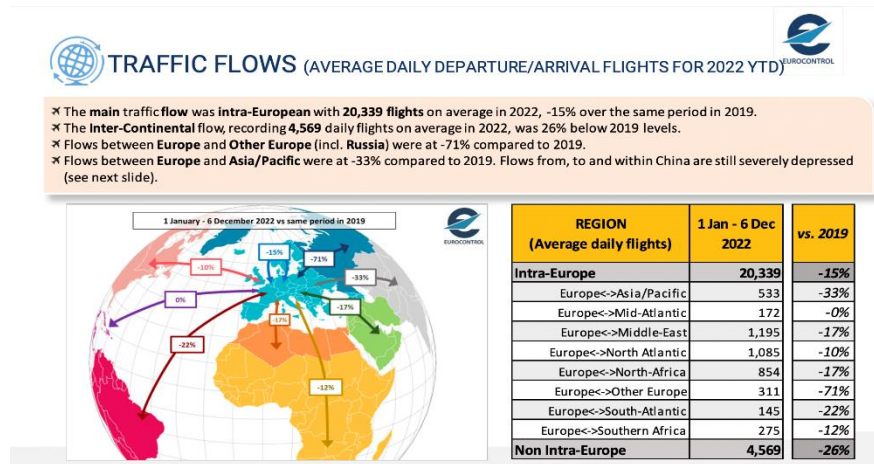 EUROCONTROL
TRAFFIC FLOWS (AVERAGE DAILY DEPARTURE/ARRIVAL FLIGHTS FOR 2022 YTD)
The main traffic flow was intra-European with 20,339 flights on average in 2022, -15% over the same period in 2019.
The Inter-Continental flow, recording 4,569 daily flights on average in 2022, was 26% below 2019 levels.
Flows between Europe and Other Europe (incl. Russia) were at -71% compared to 2019.
Flows between Europe and Asia/Pacific were at -33% compared to 2019. Flows from, to and within China are still severely depressed
(see next slide).
1 January - 6 December 2022 vs same period in 2019
EUROCONTROL
-15%
-71%
-10%
-33%
0%
-17%
-17%
-22%
-12%
REGION
(Average daily flights)
1 Jan - 6 Dec
2022
vs. 2019
Intra-Europe 20,339 -15%
Europe<->Asia/Pacific 533 -33%
Europe<->Mid-Atlantic 172 -0%
Europe<->Middle-East 1,195 -17%
Europe<->North Atlantic 1,085 -10%
Europe<->North-Africa 854 -17%
Europe<->Other Europe 311 -71%
Europe<->South-Atlantic 145 -22%
Europe<->Southern Africa 275 -12%
Non Intra-Europe 4,569 -26%